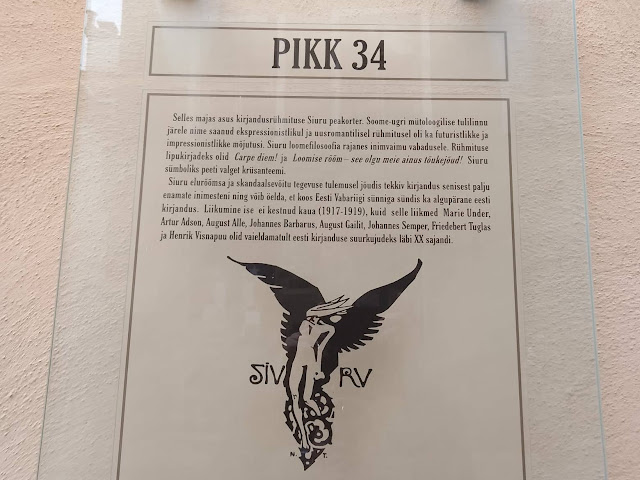 PIKK 34
Selles majas asus kirjandusrühmituse Siuru peakorter. Soome-ugri mütoloogilise tulilinnu
järele nime saanud ekspressionistlikul ja uusromantilisel rühmitusel oli ka futuristlikke ja
impressionistlikke mõjutusi. Siuru loomefilosoofia rajanes inimvaimu vabadusele. Rühmituse
lipukirjadeks olid Carpe diem! ja Loomise rõõm – see olgu meie ainus tõukejõud! Siuru
sümboliks peeti valget krüsanteemi.
Siuru elurõõmsa ja skandaalsevõitu tegevuse tulemusel jõudis tekkiv kirjandus senisest palju
enamate inimesteni ning võib öelda, et koos Eesti Vabariigi sünniga sündis ka algupärane eesti
kirjandus. Liikumine ise ei kestnud kaua (1917-1919), kuid selle liikmed Marie Under,
Artur Adson, August Alle, Johannes Barbarus, August Gailit, Johannes Semper, Friedebert Tuglas
ja Henrik Visnapuu olid vaieldamatult eesti kirjanduse suurkujudeks läbi XX sajandi.
SIV RV
N. T.